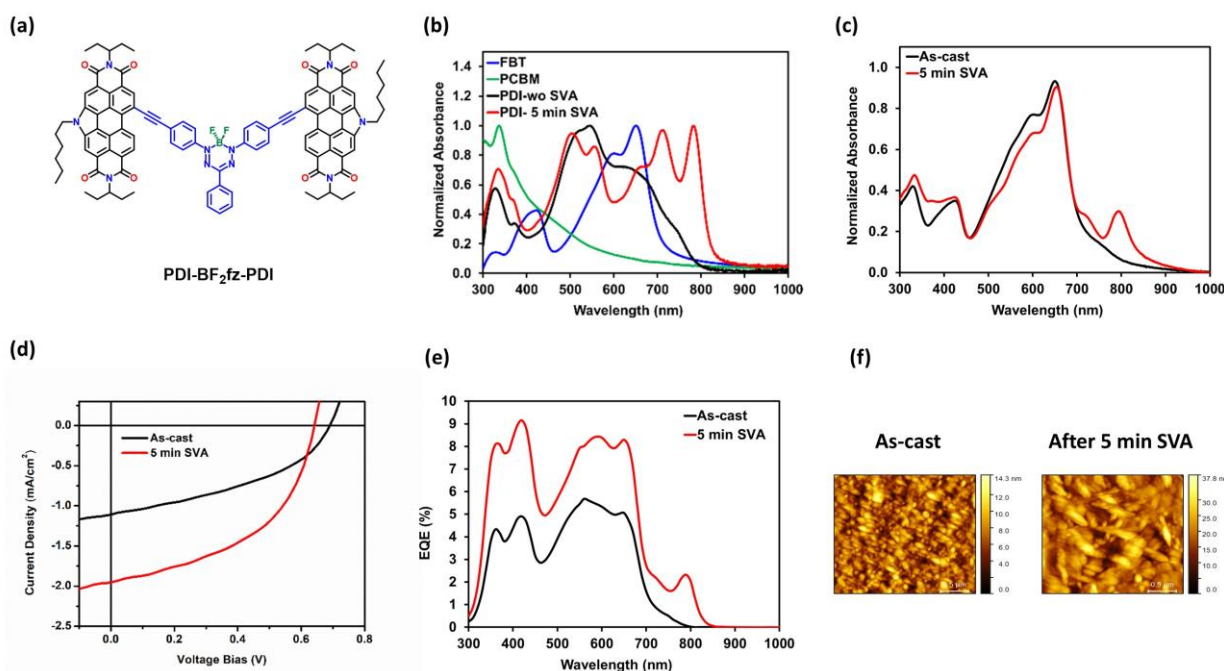 (a)
O N O
O N O
N
N
O N O
O N O
F F
B
N N
N N
PDI-BF₂fz-PDI
(b)
FBT
PCBM
PDI-wo SVA
PDI- 5 min SVA
1.4
1.2
1.0
0.8
0.6
0.4
0.2
0.0
Normalized Absorbance
300 400 500 600 700 800 900 1000
Wavelength (nm)
(c)
As-cast
5 min SVA
1.0
0.8
0.6
0.4
0.2
0.0
Normalized Absorbance
300 400 500 600 700 800 900 1000
Wavelength (nm)
(d)
As-cast
5 min SVA
0.0
-0.5
-1.0
-1.5
-2.0
-2.5
Current Density (mA/cm²)
0.0 0.2 0.4 0.6 0.8
Voltage Bias (V)
(e)
As-cast
5 min SVA
10
9
8
7
6
5
4
3
2
1
0
EQE (%)
300 400 500 600 700 800 900 1000
Wavelength (nm)
(f)
As-cast
14.3 nm
12.0
10.0
8.0
6.0
4.0
2.0
0.0
After 5 min SVA
37.8 nm
30.0
25.0
20.0
15.0
10.0
5.0
0.0
0.5 µm